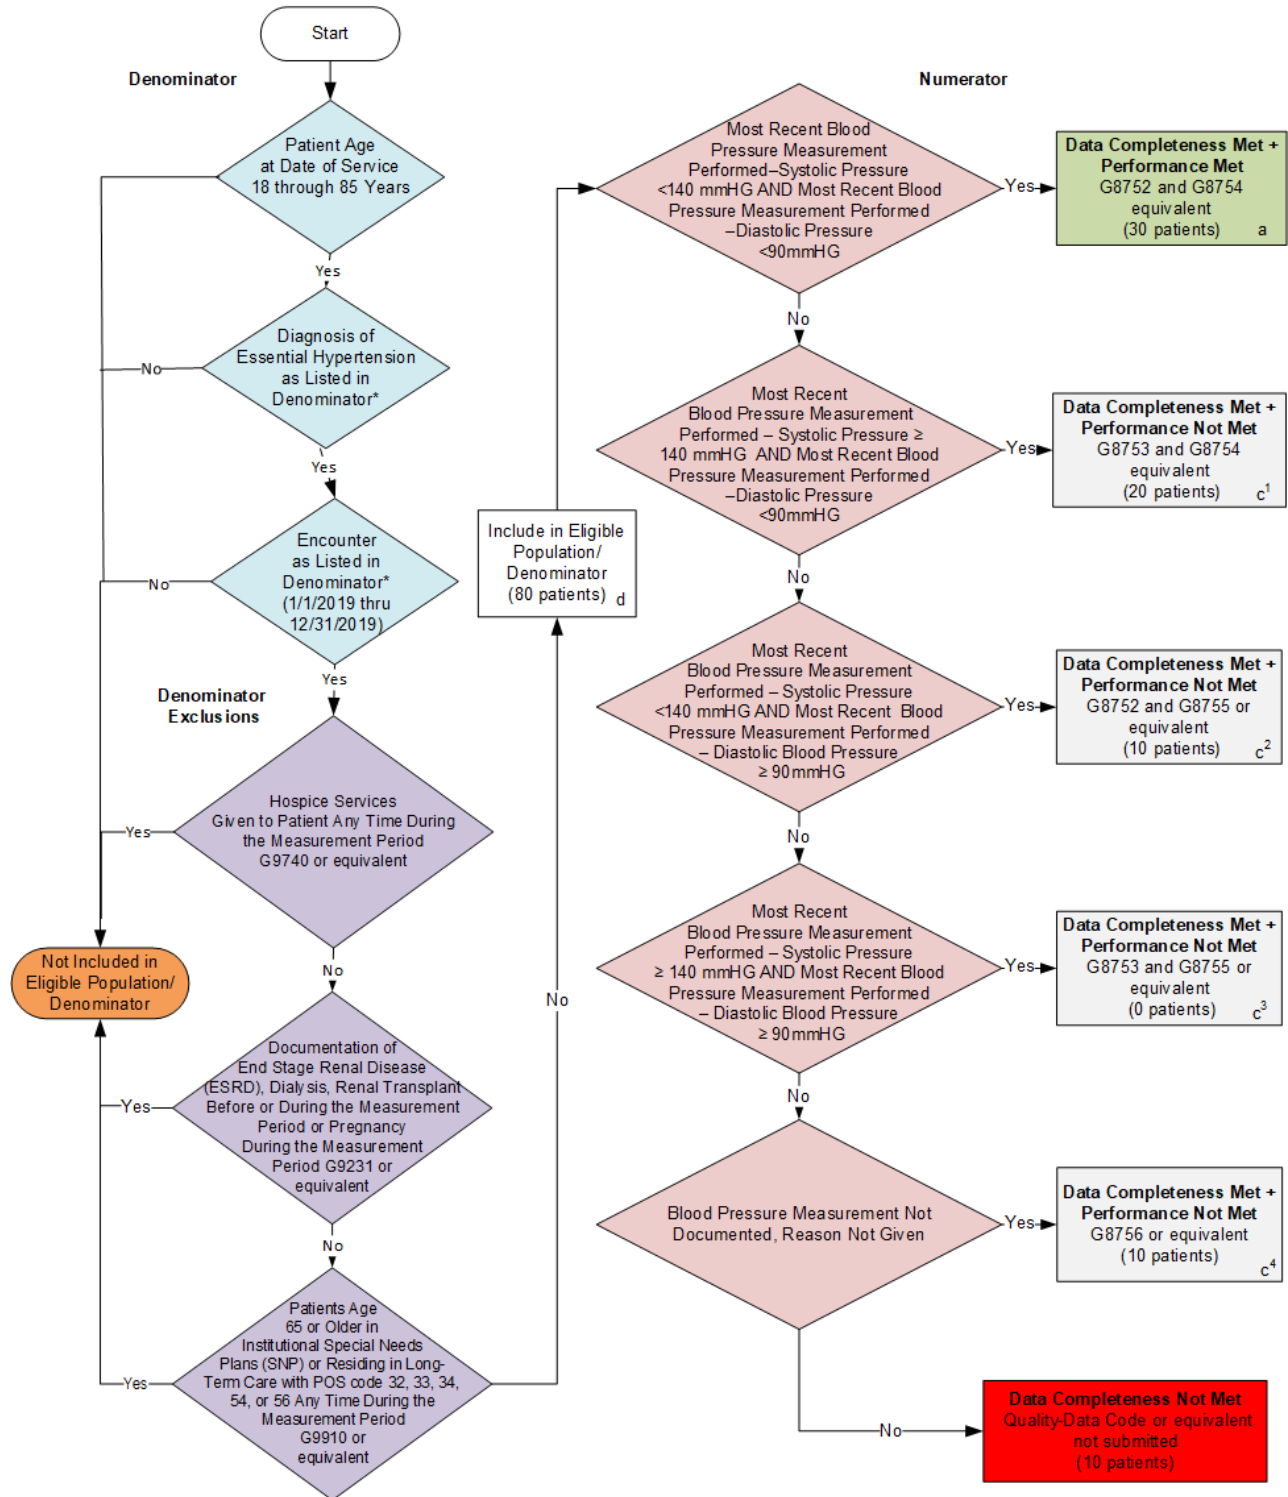 Start
Denominator
Patient Age
at Date of Service
18 through 85 Years
Yes
Diagnosis of
Essential Hypertension
as Listed in
Denominator*
No
Yes
Encounter
as Listed in
Denominator*
(1/1/2019 thru
12/31/2019)
No
Yes
Denominator
Exclusions
Hospice Services
Given to Patient Any Time During
the Measurement Period
G9740 or equivalent
Yes
No
Not Included in
Eligible Population/
Denominator
Documentation of
End Stage Renal Disease
(ESRD), Dialysis, Renal Transplant
Before or During the Measurement
Period or Pregnancy
During the Measurement
Period G9231 or
equivalent
Yes
No
Patients Age
65 or Older in
Institutional Special Needs
Plans (SNP) or Residing in Long-
Term Care with POS code 32, 33, 34,
54, or 56 Any Time During the
Measurement Period
G9910 or
equivalent
Yes
No
Include in Eligible
Population/
Denominator
(80 patients) d
Numerator
Most Recent Blood
Pressure Measurement
Performed–Systolic Pressure
<140 mmHG AND Most Recent Blood
Pressure Measurement Performed
–Diastolic Pressure
<90mmHG
Yes
Data Completeness Met +
Performance Met
G8752 and G8754
equivalent
(30 patients) a
No
Most Recent
Blood Pressure Measurement
Performed – Systolic Pressure ≥
140 mmHG AND Most Recent Blood
Pressure Measurement Performed
–Diastolic Pressure
<90mmHG
Yes
Data Completeness Met +
Performance Not Met
G8753 and G8754
equivalent
(20 patients) c¹
No
Most Recent
Blood Pressure Measurement
Performed – Systolic Pressure
<140 mmHG AND Most Recent Blood
Pressure Measurement Performed
– Diastolic Blood Pressure
≥ 90mmHG
Yes
Data Completeness Met +
Performance Not Met
G8752 and G8755 or
equivalent
(10 patients) c²
No
Most Recent
Blood Pressure Measurement
Performed – Systolic Pressure
≥ 140 mmHG AND Most Recent Blood
Pressure Measurement Performed
– Diastolic Blood Pressure
≥ 90mmHG
Yes
Data Completeness Met +
Performance Not Met
G8753 and G8755 or
equivalent
(0 patients) c³
No
Blood Pressure Measurement Not
Documented, Reason Not Given
Yes
Data Completeness Met +
Performance Not Met
G8756 or equivalent
(10 patients)
c⁴
No
Data Completeness Not Met
Quality-Data Code or equivalent
not submitted
(10 patients)